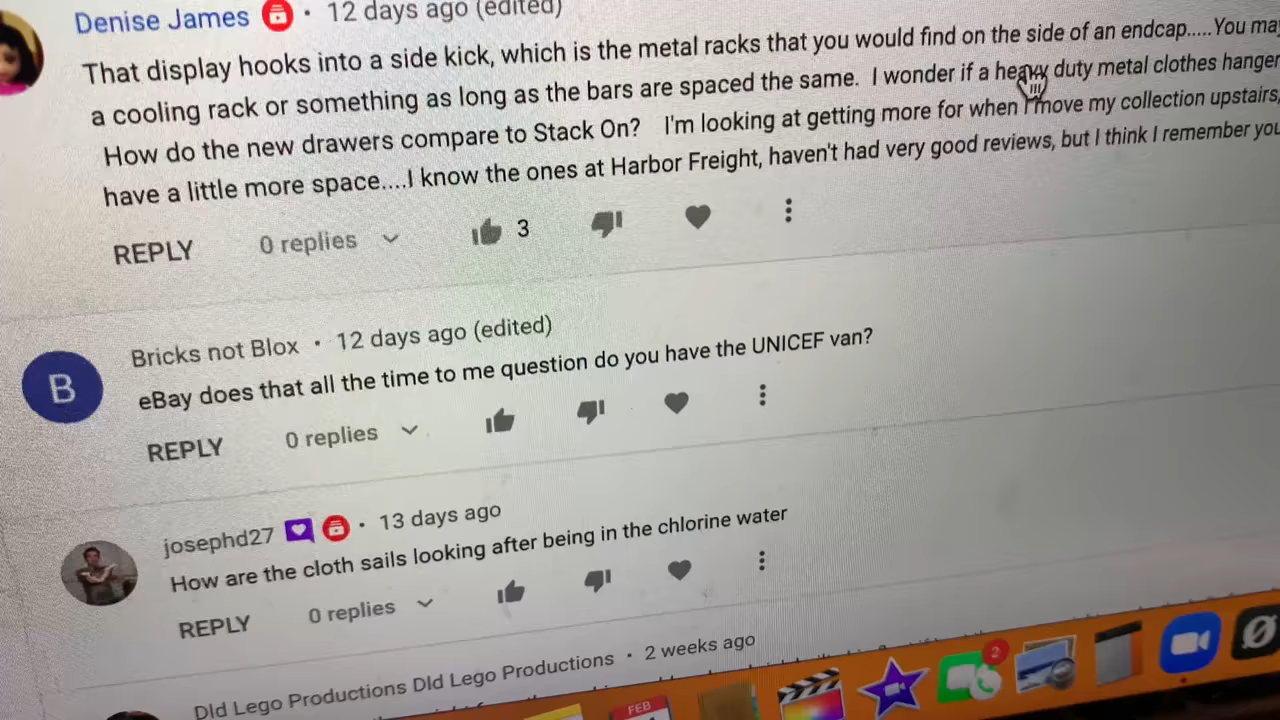 Denise James • 12 days ago (edited)
That display hooks into a side kick, which is the metal racks that you would find on the side of an endcap.....You may
a cooling rack or something as long as the bars are spaced the same. I wonder if a heavy duty metal clothes hanger
How do the new drawers compare to Stack On? I'm looking at getting more for when I move my collection upstairs,
have a little more space....I know the ones at Harbor Freight, haven't had very good reviews, but I think I remember you
REPLY 0 replies 3
B
Bricks not Blox • 12 days ago (edited)
eBay does that all the time to me question do you have the UNICEF van?
REPLY 0 replies
josephd27 • 13 days ago
How are the cloth sails looking after being in the chlorine water
REPLY 0 replies
Dld Lego Productions Dld Lego Productions • 2 weeks ago
2
FEB